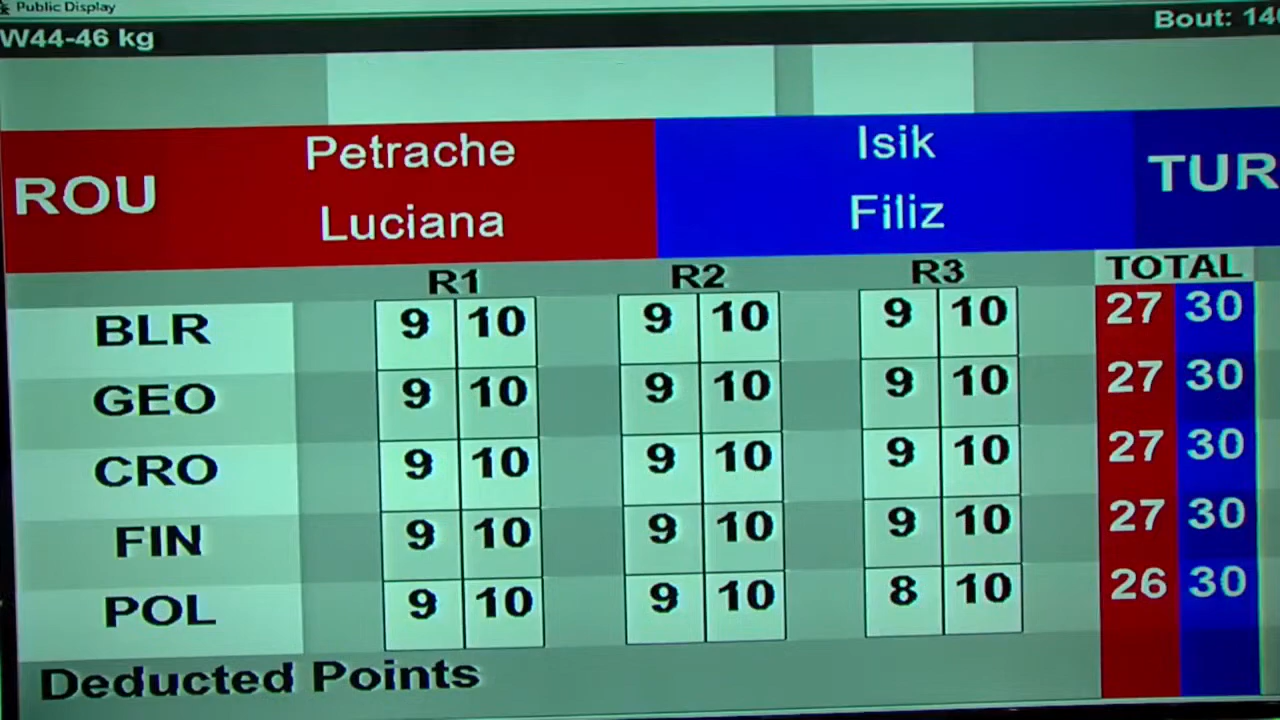 Public Display
W44-46 kg
Bout:
ROU Petrache Luciana Isik Filiz TUR
R1 R2 R3 TOTAL
BLR 9 10 9 10 9 10 27 30
GEO 9 10 9 10 9 10 27 30
CRO 9 10 9 10 9 10 27 30
FIN 9 10 9 10 9 10 27 30
POL 9 10 9 10 8 10 26 30
Deducted Points